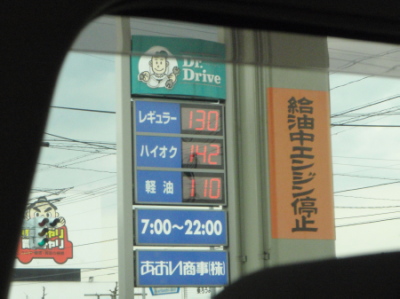 Dr.
Drive
レギュラー 130
ハイオク 142
軽油 110
7:00～22:00
あおい商事(株)
給油中エンジン停止